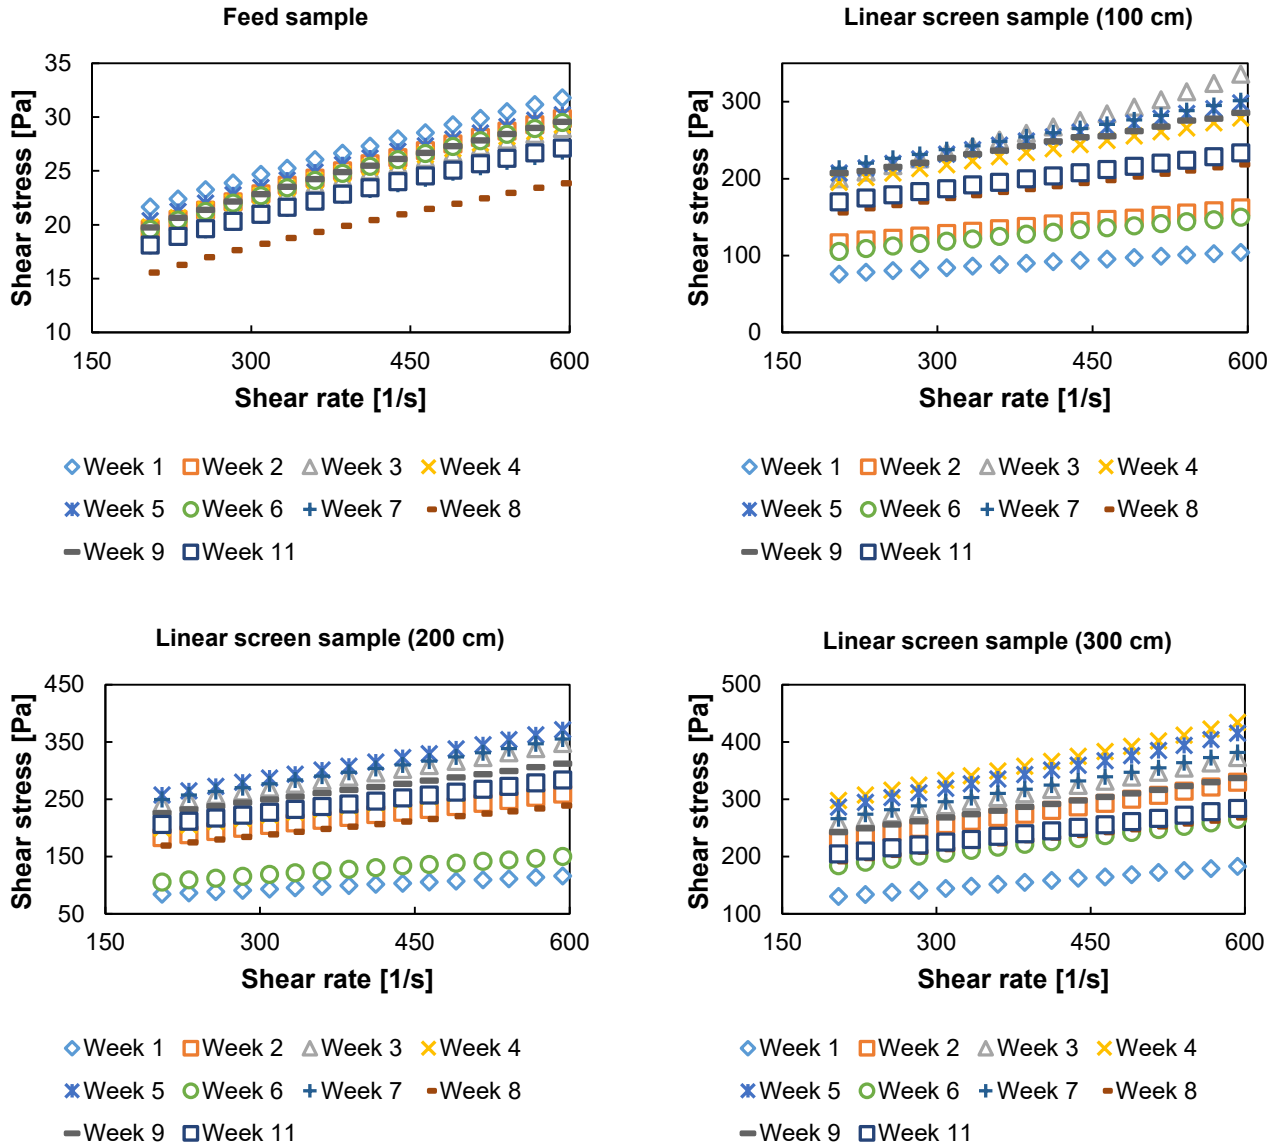 Feed sample
35
30
25
20
15
10
Shear stress [Pa]
150 300 450 600
Shear rate [1/s]
Week 1 Week 2 Week 3 Week 4
Week 5 Week 6 Week 7 Week 8
Week 9 Week 11
Linear screen sample (100 cm)
300
200
100
0
Shear stress [Pa]
150 300 450 600
Shear rate [1/s]
Week 1 Week 2 Week 3 Week 4
Week 5 Week 6 Week 7 Week 8
Week 9 Week 11
Linear screen sample (200 cm)
450
350
250
150
50
Shear stress [Pa]
150 300 450 600
Shear rate [1/s]
Week 1 Week 2 Week 3 Week 4
Week 5 Week 6 Week 7 Week 8
Week 9 Week 11
Linear screen sample (300 cm)
500
400
300
200
100
Shear stress [Pa]
150 300 450 600
Shear rate [1/s]
Week 1 Week 2 Week 3 Week 4
Week 5 Week 6 Week 7 Week 8
Week 9 Week 11